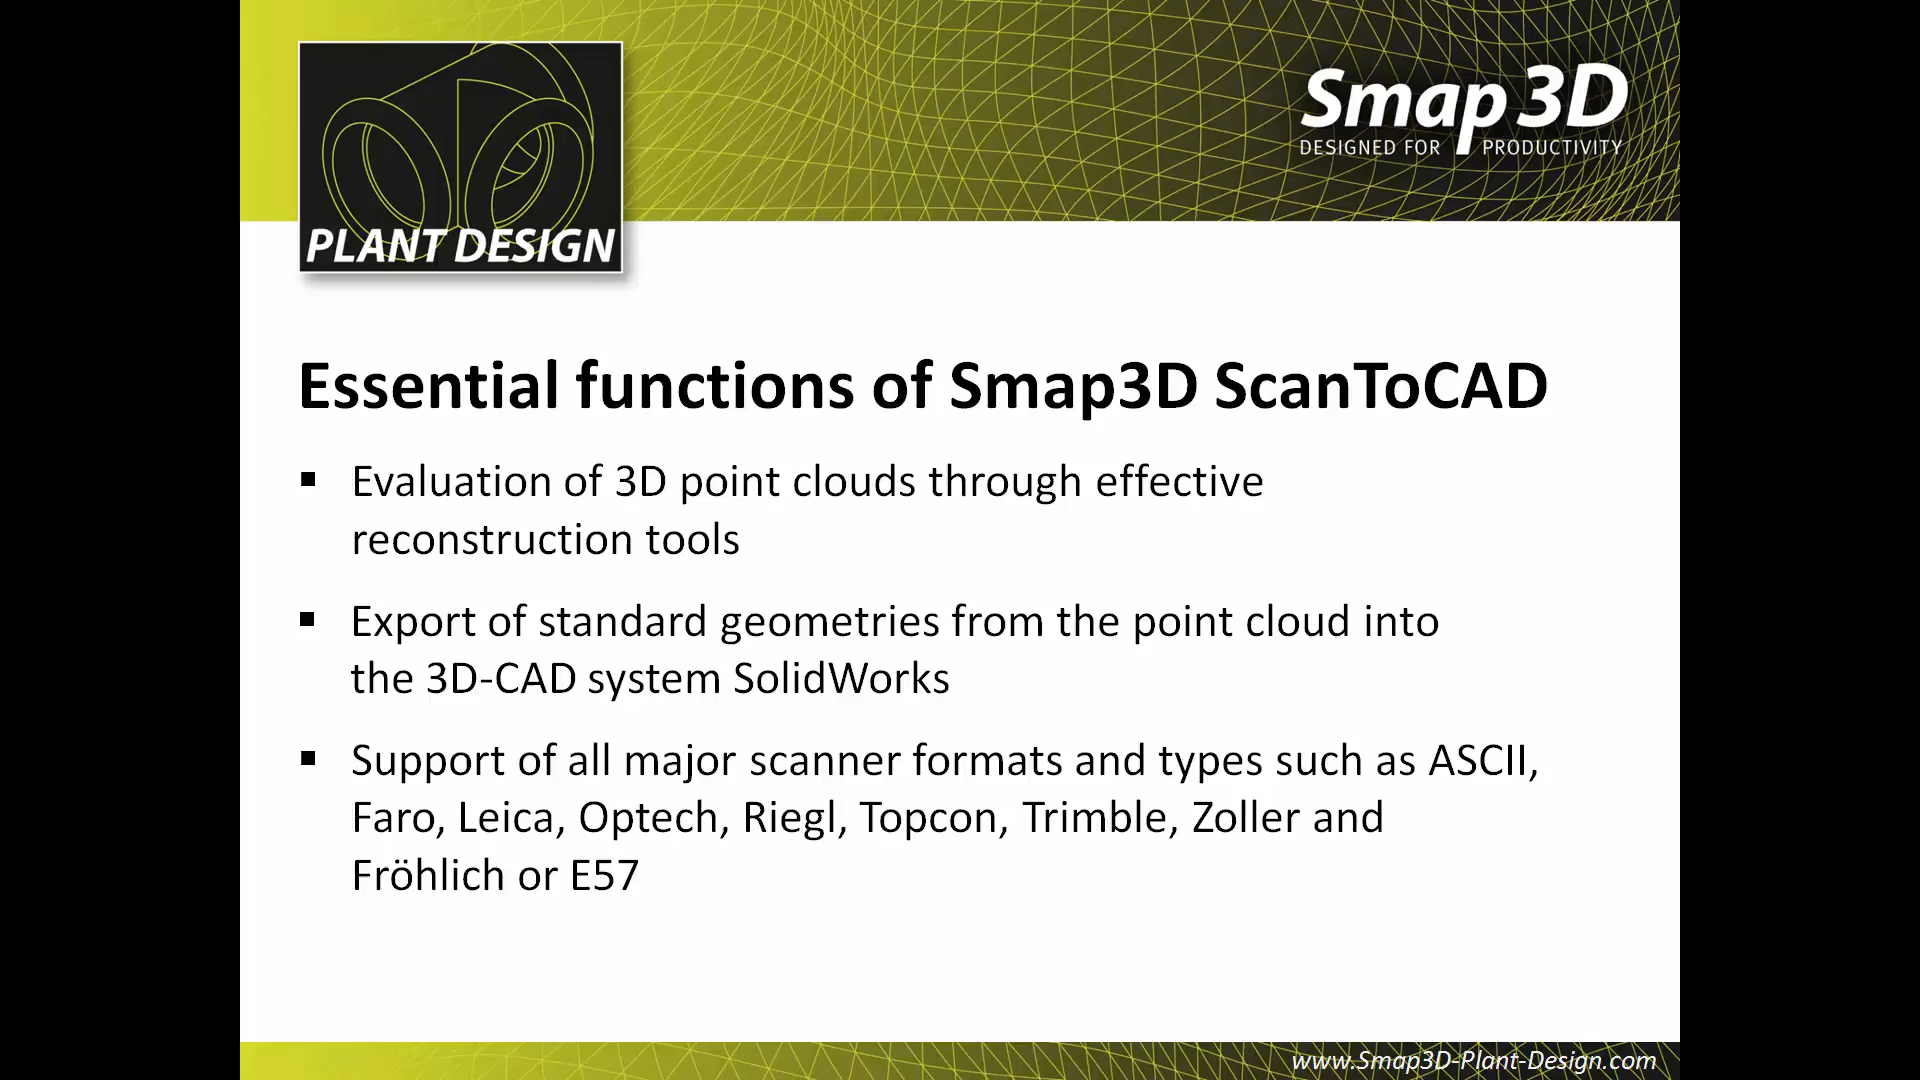 Smap 3D
DESIGNED FOR PRODUCTIVITY
PLANT DESIGN
Essential functions of Smap3D ScanToCAD
▪ Evaluation of 3D point clouds through effective
reconstruction tools
▪ Export of standard geometries from the point cloud into
the 3D-CAD system SolidWorks
▪ Support of all major scanner formats and types such as ASCII,
Faro, Leica, Optech, Riegl, Topcon, Trimble, Zoller and
Fröhlich or E57
www.Smap3D-Plant-Design.com